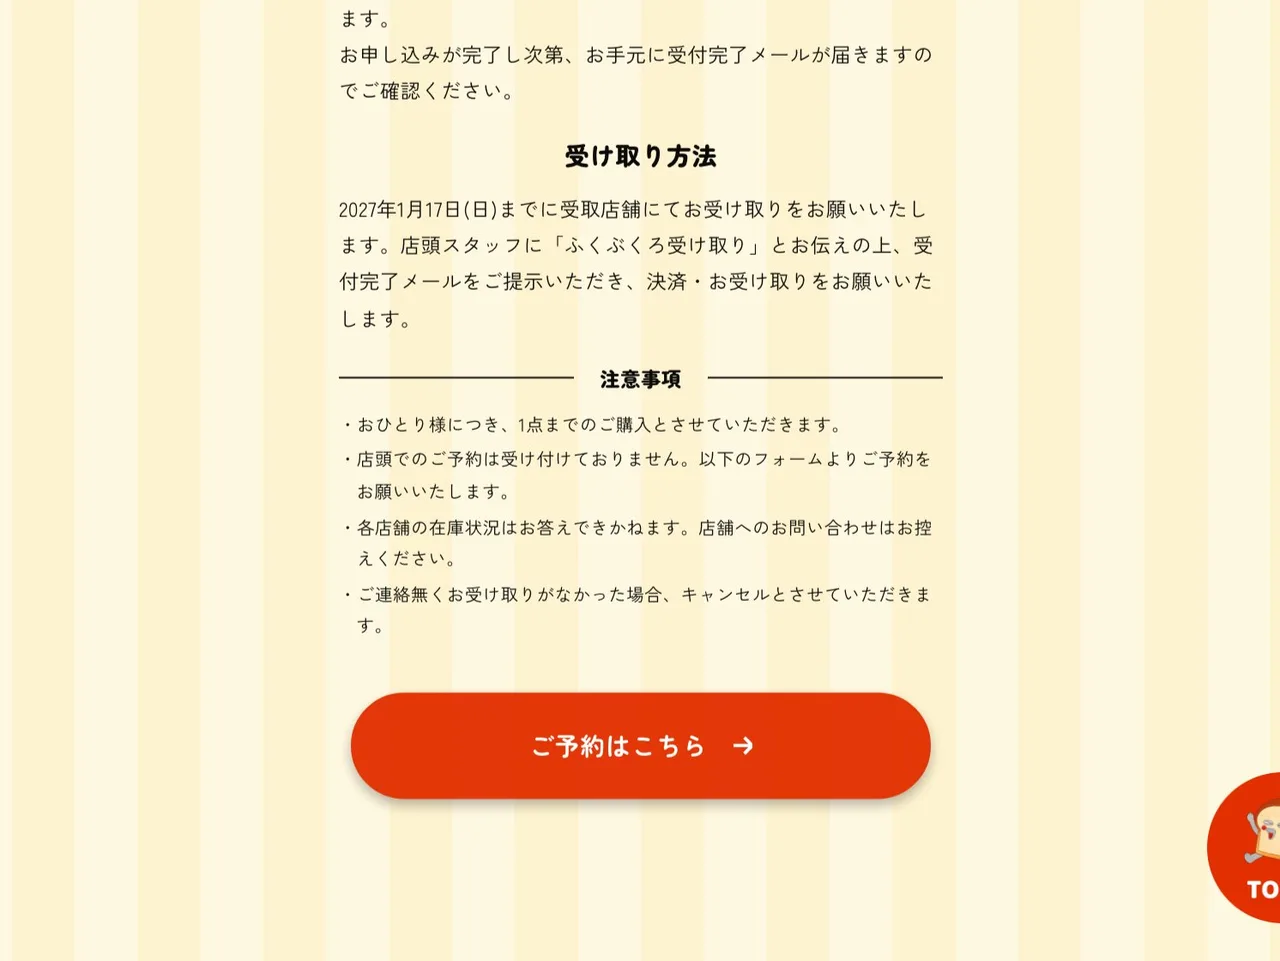 ます。
お申し込みが完了し次第、お手元に受付完了メールが届きますの
でご確認ください。
受け取り方法
2027年1月17日(日)までに受取店舗にてお受け取りをお願いいたし
ます。店頭スタッフに「ふくぶくろ受け取り」とお伝えの上、受
付完了メールをご提示いただき、決済・お受け取りをお願いいた
します。
注意事項
・おひとり様につき、1点までのご購入とさせていただきます。
・店頭でのご予約は受け付けておりません。以下のフォームよりご予約を
お願いいたします。
・各店舗の在庫状況はお答えできかねます。店舗へのお問い合わせはお控
えください。
・ご連絡無くお受け取りがなかった場合、キャンセルとさせていただきま
す。
ご予約はこちら →
TO